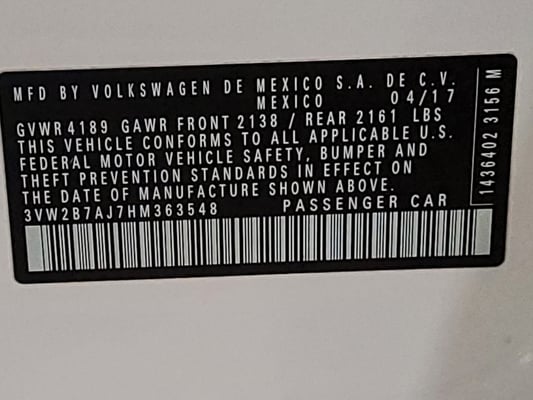 MFD BY VOLKSWAGEN DE MEXICO S.A. DE C.V.
MEXICO 04/17
GVWR 4189 GAWR FRONT 2138 / REAR 2161 LBS
THIS VEHICLE CONFORMS TO ALL APPLICABLE U.S.
FEDERAL MOTOR VEHICLE SAFETY, BUMPER AND
THEFT PREVENTION STANDARDS IN EFFECT ON
THE DATE OF MANUFACTURE SHOWN ABOVE.
3VW2B7AJ7HM363548 PASSENGER CAR
1436402 3156 M